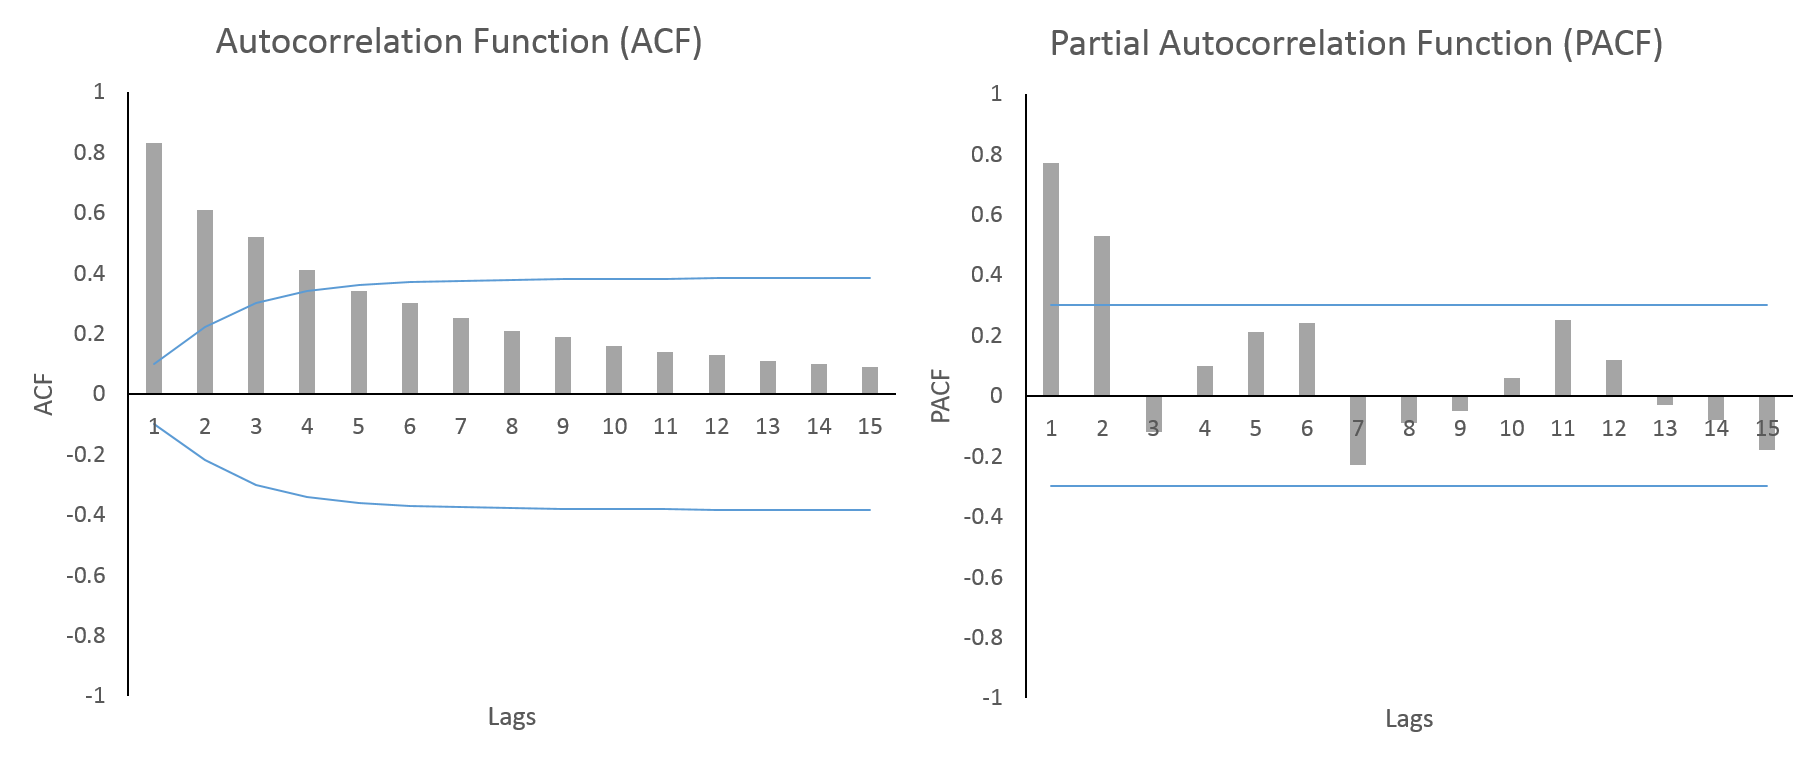 Autocorrelation Function (ACF)
1
0.8
0.6
0.4
0.2
0
-0.2
-0.4
-0.6
-0.8
-1
ACF
1 2 3 4 5 6 7 8 9 10 11 12 13 14 15
Lags
Partial Autocorrelation Function (PACF)
1
0.8
0.6
0.4
0.2
0
-0.2
-0.4
-0.6
-0.8
-1
PACF
1 2 3 4 5 6 7 8 9 10 11 12 13 14 15
Lags